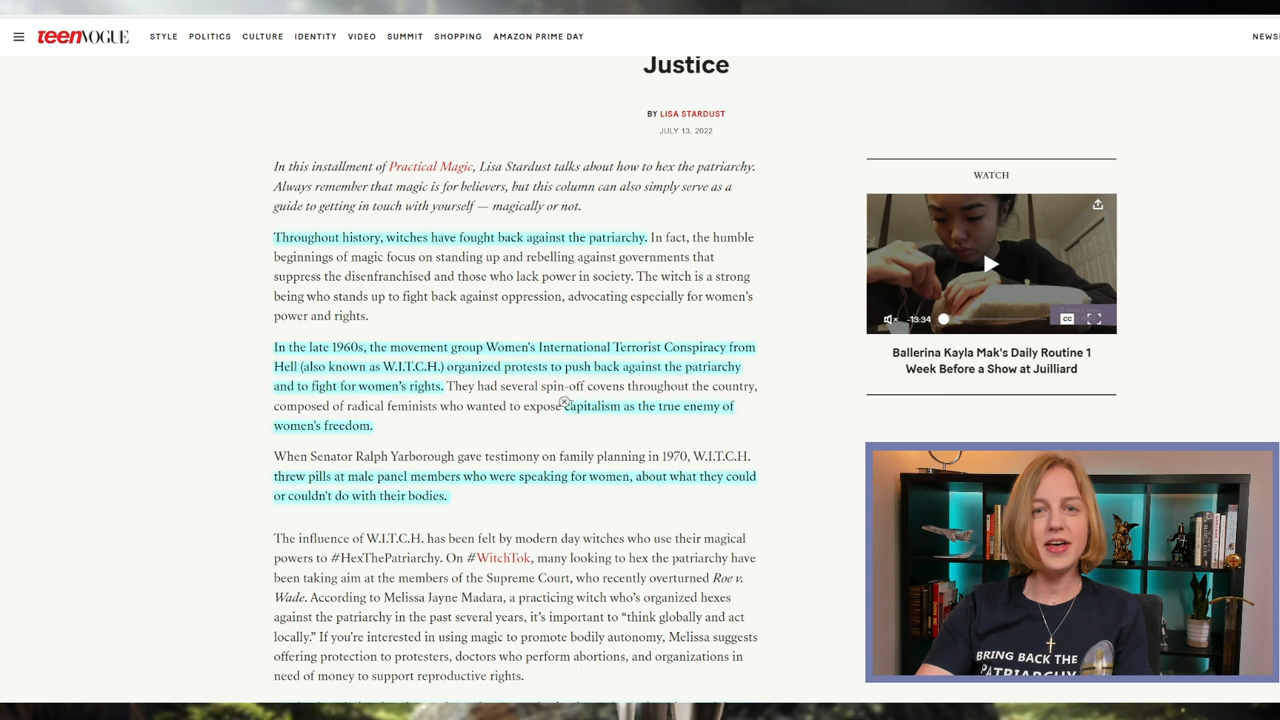 teenVOGUE
STYLE POLITICS CULTURE IDENTITY VIDEO SUMMIT SHOPPING AMAZON PRIME DAY
Justice
BY LISA STARDUST
JULY 13, 2022
In this installment of Practical Magic, Lisa Stardust talks about how to hex the patriarchy.
Always remember that magic is for believers, but this column can also simply serve as a
guide to getting in touch with yourself — magically or not.
Throughout history, witches have fought back against the patriarchy. In fact, the humble
beginnings of magic focus on standing up and rebelling against governments that
suppress the disenfranchised and those who lack power in society. The witch is a strong
being who stands up to fight back against oppression, advocating especially for women's
power and rights.
In the late 1960s, the movement group Women's International Terrorist Conspiracy from
Hell (also known as W.I.T.C.H.) organized protests to push back against the patriarchy
and to fight for women's rights. They had several spin-off covens throughout the country,
composed of radical feminists who wanted to expose capitalism as the true enemy of
women's freedom.
When Senator Ralph Yarborough gave testimony on family planning in 1970, W.I.T.C.H.
threw pills at male panel members who were speaking for women, about what they could
or couldn't do with their bodies.
The influence of W.I.T.C.H. has been felt by modern day witches who use their magical
powers to #HexThePatriarchy. On #WitchTok, many looking to hex the patriarchy have
been taking aim at the members of the Supreme Court, who recently overturned Roe v.
Wade. According to Melissa Jayne Madara, a practicing witch who's organized hexes
against the patriarchy in the past several years, it's important to “think globally and act
locally.” If you're interested in using magic to promote bodily autonomy, Melissa suggests
offering protection to protesters, doctors who perform abortions, and organizations in
need of money to support reproductive rights.
WATCH
-13:34
CC
Ballerina Kayla Mak's Daily Routine 1
Week Before a Show at Juilliard
BRING BACK THE
PATRIARCHY